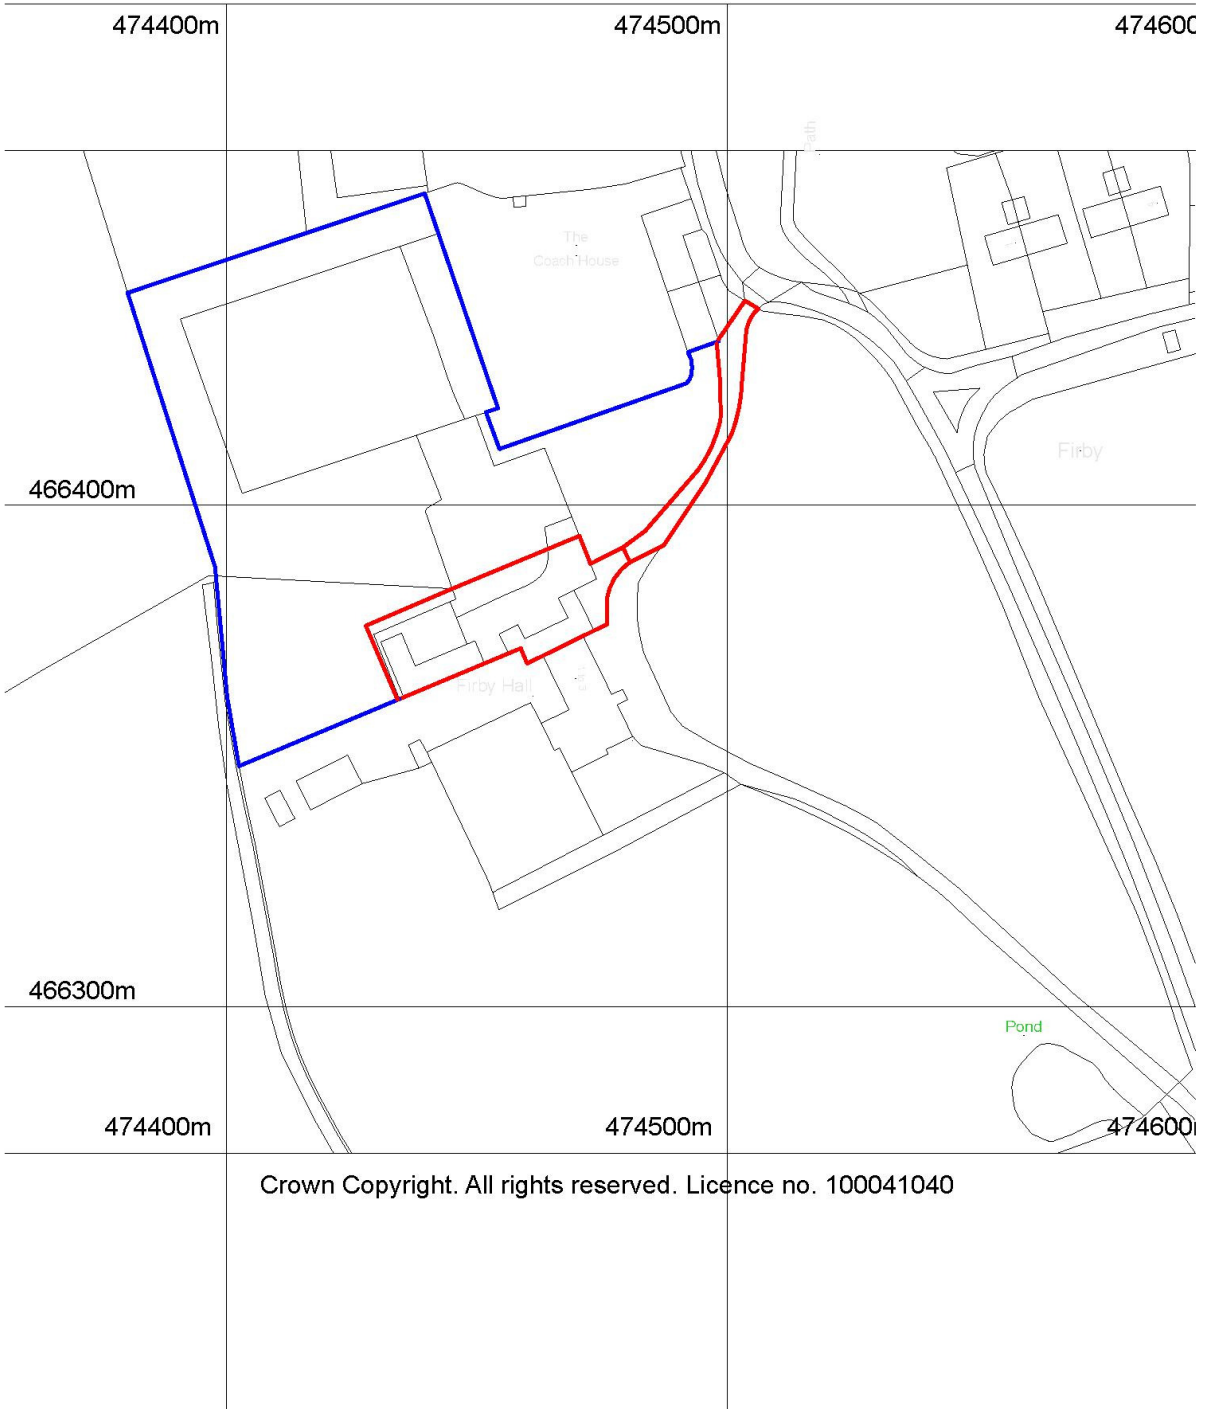 474400m
474500m
474600
Path
The
Coach House
Firby
466400m
Firby Hall
466300m
Pond
474400m
474500m
474600
Crown Copyright. All rights reserved. Licence no. 100041040